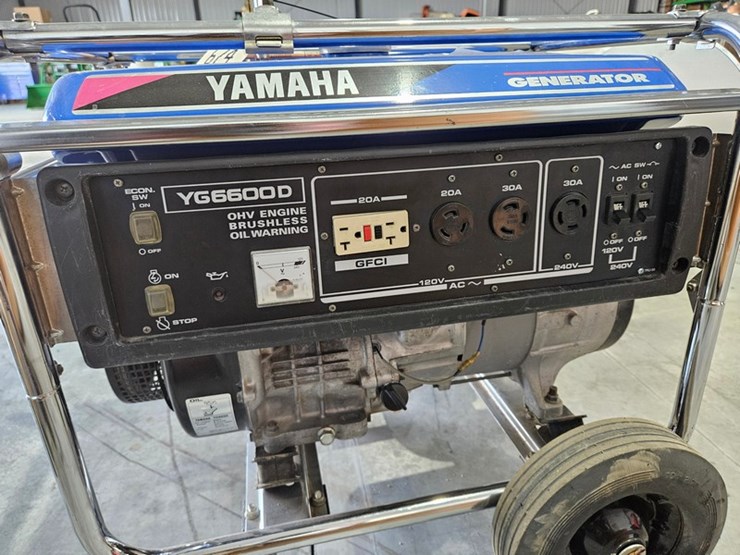 YAMAHA
GENERATOR
YG6600D
OHV ENGINE
BRUSHLESS
OIL WARNING
ECON.
SW
ON
OFF
ON
STOP
V
20A
GFCI
20A
30A
120V
AC
30A
240V
AC SW
ON
ON
OFF
OFF
120V
240V